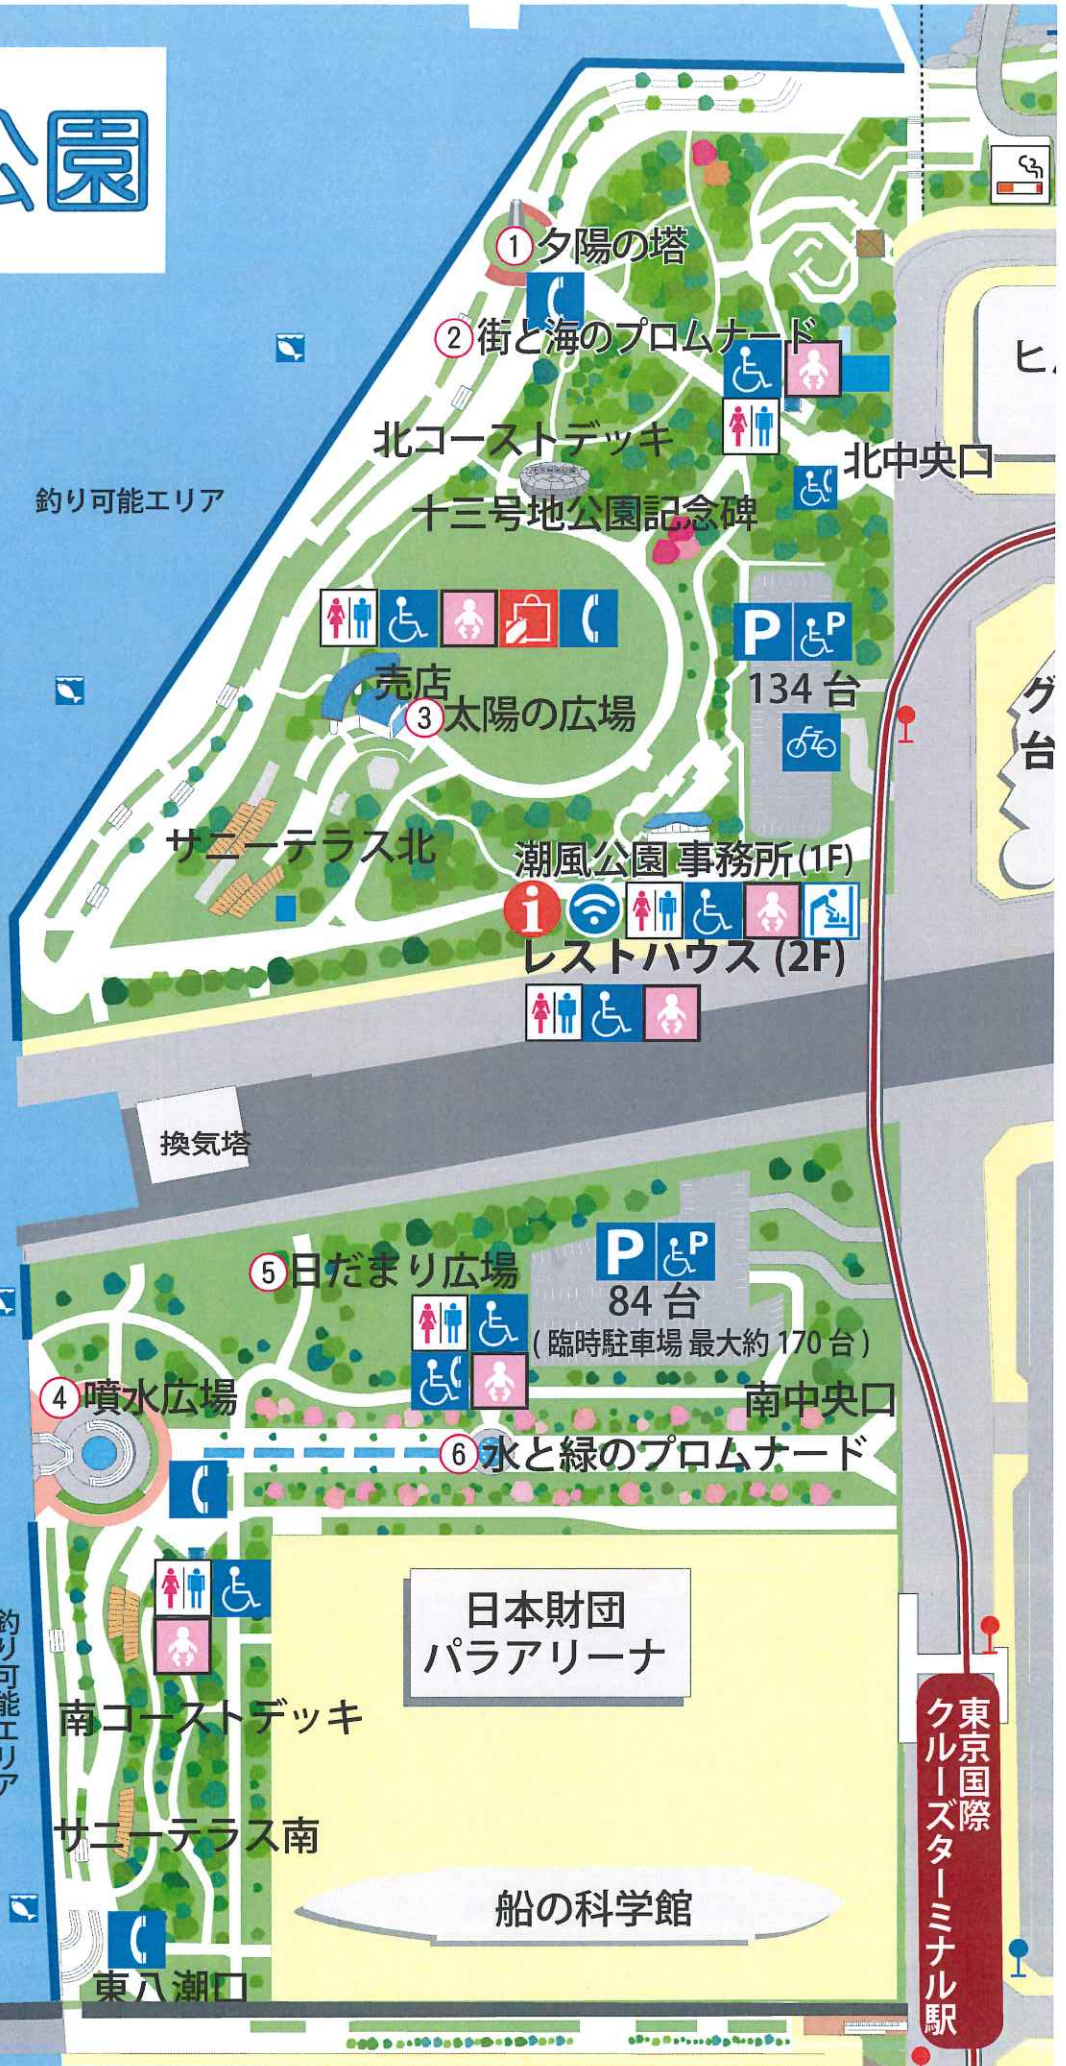 公園
① 夕陽の塔
② 街と海のプロムナード
北コーストデッキ
北中央口
釣り可能エリア
十三号地公園記念碑
P P
134 台
売店
③ 太陽の広場
サニーテラス北
潮風公園 事務所(1F)
i
レストハウス (2F)
換気塔
⑤ 日だまり広場
P P
84 台
( 臨時駐車場 最大約 170 台 )
④ 噴水広場
南中央口
⑥ 水と緑のプロムナード
日本財団
パラアリーナ
釣り可能エリア
南コーストデッキ
サニーテラス南
船の科学館
東八潮口
東京国際
クルーズターミナル駅